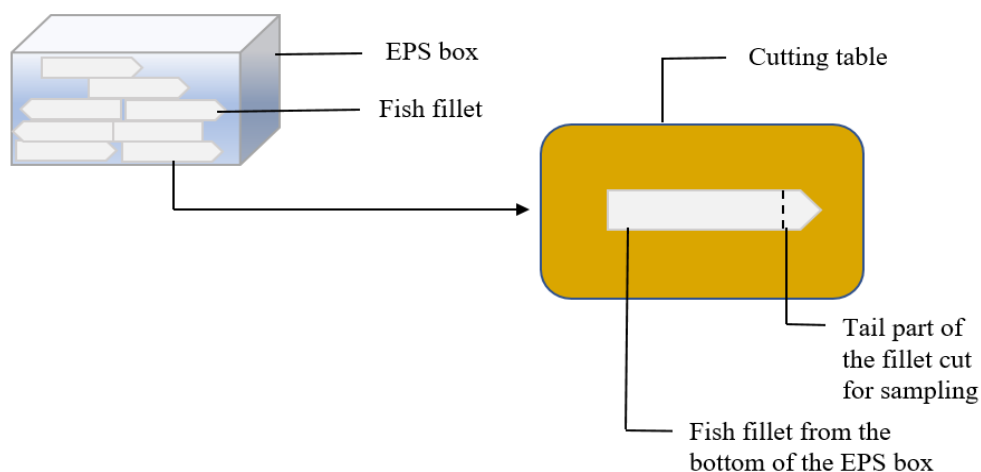 EPS box
Fish fillet
Cutting table
Tail part of
the fillet cut
for sampling
Fish fillet from the
bottom of the EPS box